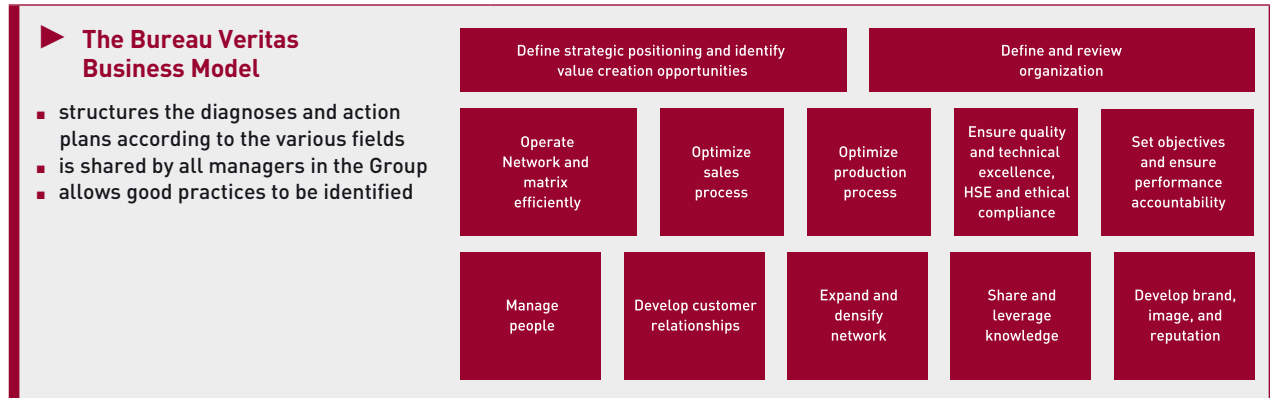 The Bureau Veritas
Business Model
structures the diagnoses and action
plans according to the various fields
is shared by all managers in the Group
allows good practices to be identified
Define strategic positioning and identify
value creation opportunities
Define and review
organization
Operate
Network and
matrix
efficiently
Optimize
sales
process
Optimize
production
process
Ensure quality
and technical
excellence,
HSE and ethical
compliance
Set objectives
and ensure
performance
accountability
Manage
people
Develop customer
relationships
Expand and
densify
network
Share and
leverage
knowledge
Develop brand,
image, and
reputation